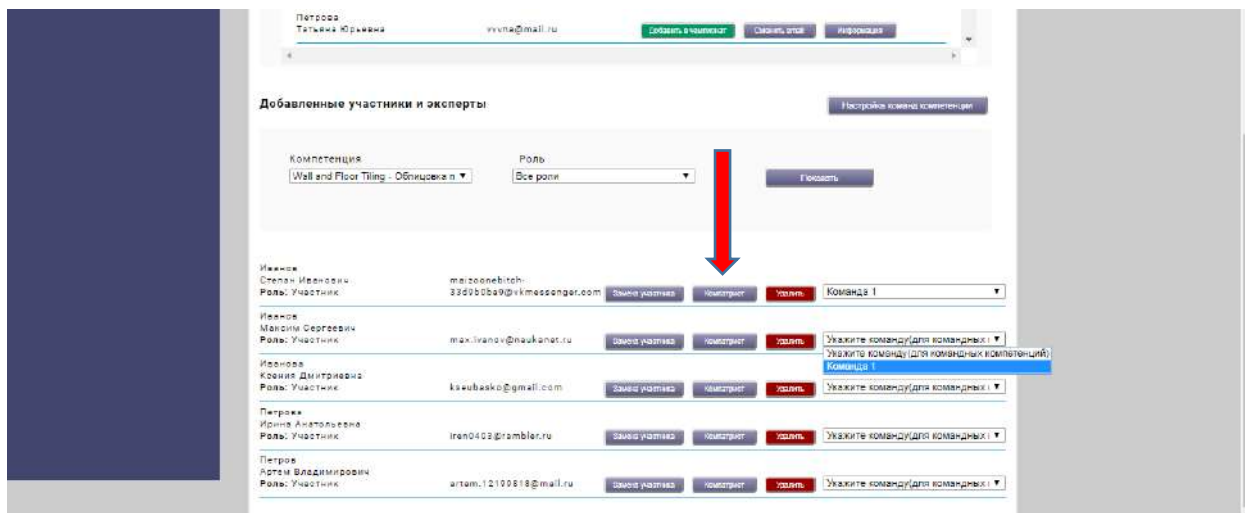 Петрова
Татьяна Юрьевна vvvna@mail.ru Добавить в чемпионат Сменить email Информация
Добавленные участники и эксперты Настройка команд компетенции
Компетенция Роль
Wall and Floor Tiling - Облицовка п Все роли Показать
Иванов
Степан Иванович meizoonebitch-
Роль: Участник 33d9b0ba9@vkmessenger.com Замена участника Компатриот Удалить Команда 1
Иванов
Максим Сергеевич
Роль: Участник max.ivanov@naukanet.ru Замена участника Компатриот Удалить Укажите команду(для командных к
Укажите команду(для командных компетенций)
Команда 1
Иванова
Ксения Дмитриевна
Роль: Участник kseubasko@gmail.com Замена участника Компатриот Удалить Укажите команду(для командных
Петрова
Ирина Анатольевна
Роль: Участник iren0403@rambler.ru Замена участника Компатриот Удалить Укажите команду(для командных
Петров
Артем Владимирович
Роль: Участник artem.12190818@mail.ru Замена участника Компатриот Удалить Укажите команду(для командных